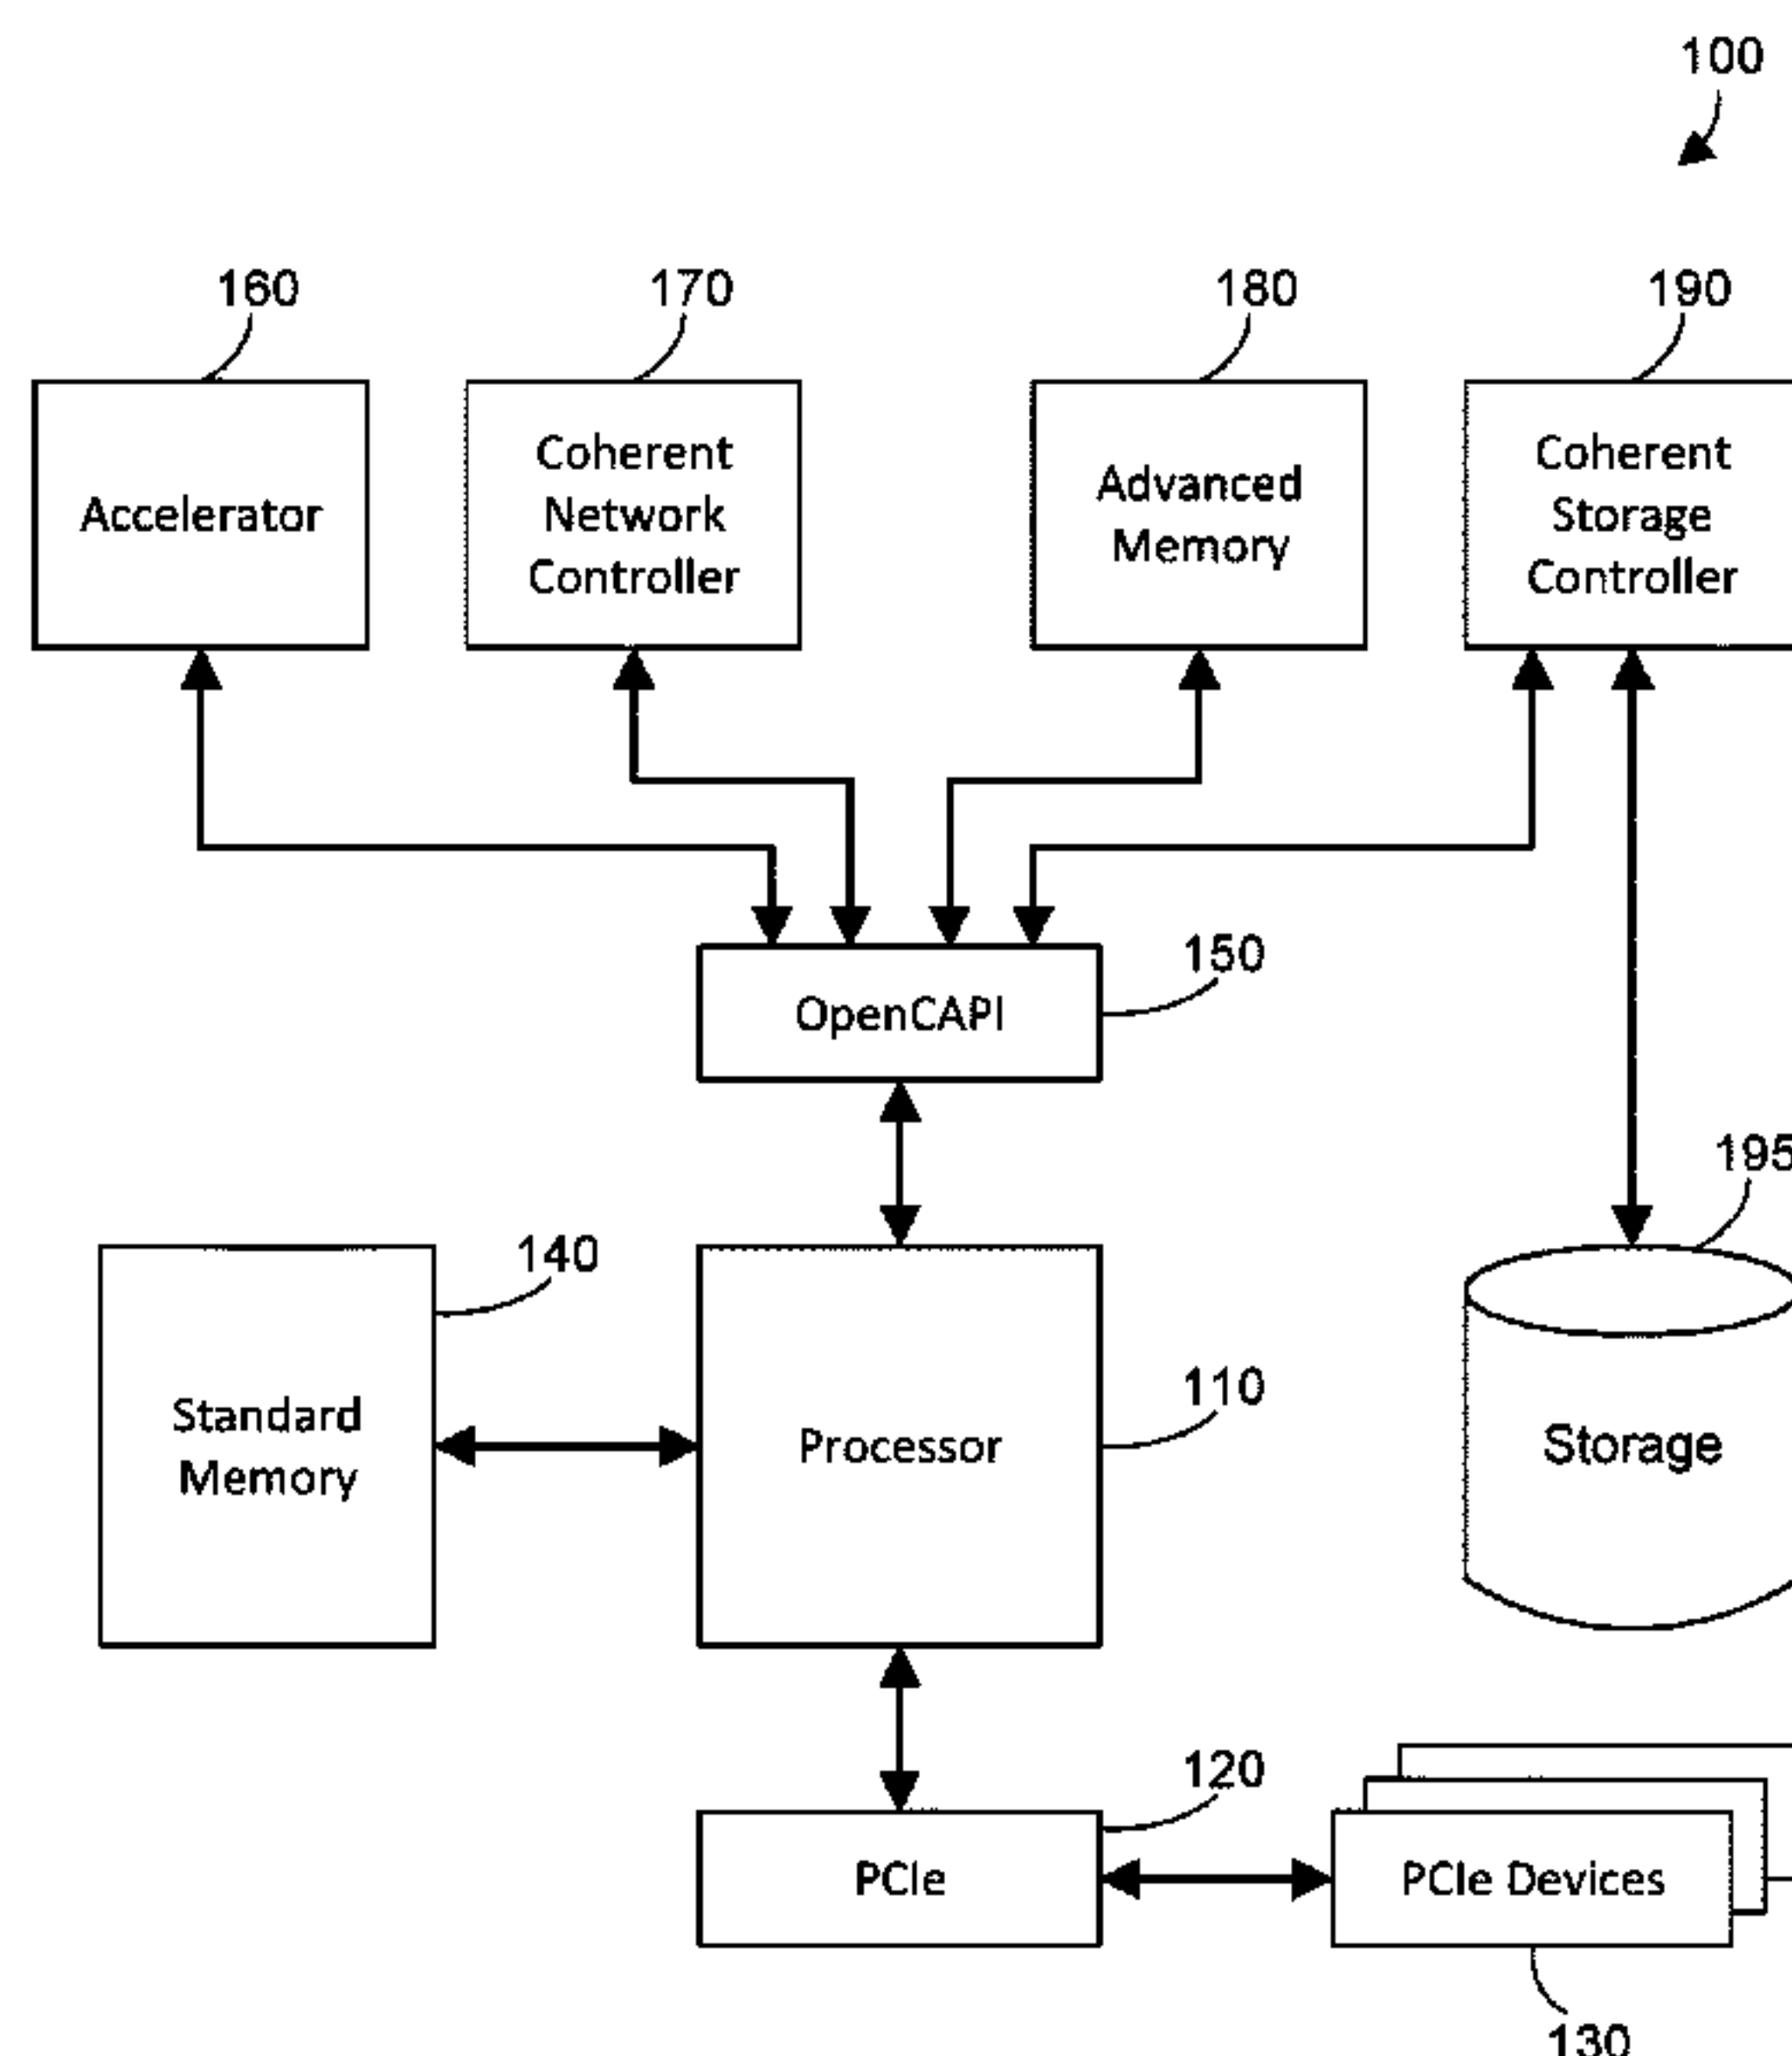 100
160
170
180
190
Accelerator
Coherent
Network
Controller
Advanced
Memory
Coherent
Storage
Controller
150
OpenCAPI
195
140
110
Standard
Memory
Processor
Storage
120
PCIe
PCIe Devices
130